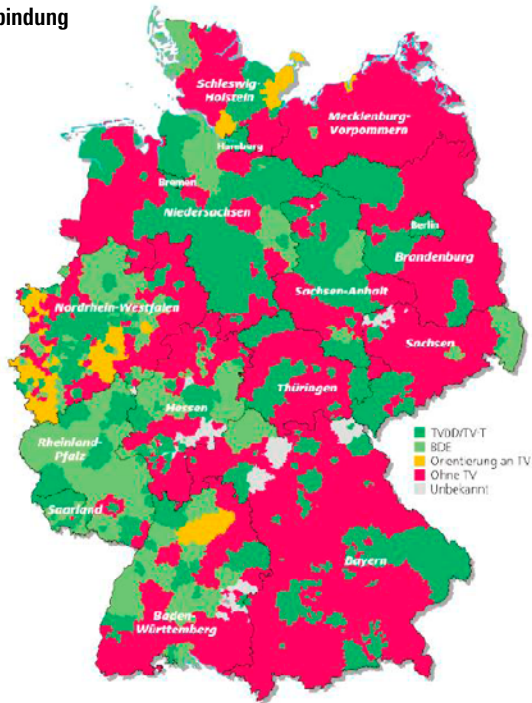 bindung
Schleswig-
Holstein
Mecklenburg-
Vorpommern
Hamburg
Bremen
Niedersachsen
Berlin
Brandenburg
Sachsen-Anhalt
Nordrhein-Westfalen
Sachsen
Thüringen
Hessen
Rheinland-
Pfalz
TVöD/TV-T
BDE
Orientierung an TV
Ohne TV
Unbekannt
Saarland
Bayern
Baden-
Württemberg